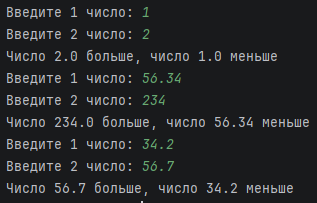 Введите 1 число: 1
Введите 2 число: 2
Число 2.0 больше, число 1.0 меньше
Введите 1 число: 56.34
Введите 2 число: 234
Число 234.0 больше, число 56.34 меньше
Введите 1 число: 34.2
Введите 2 число: 56.7
Число 56.7 больше, число 34.2 меньше